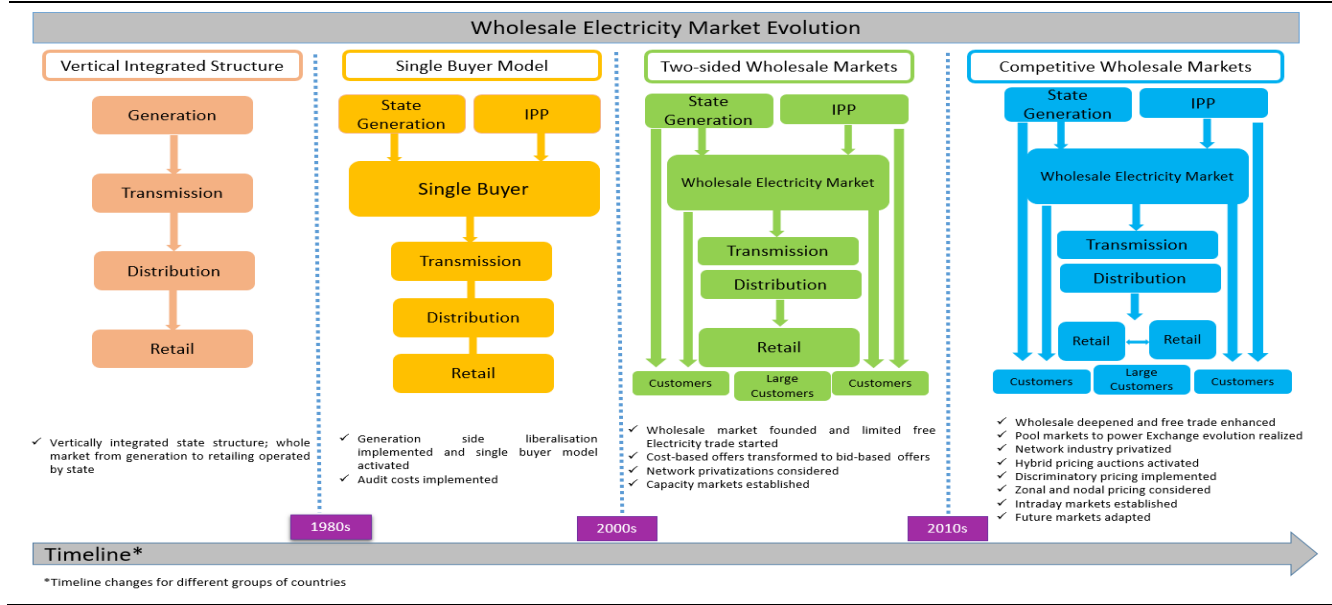 Wholesale Electricity Market Evolution
Vertical Integrated Structure
Generation
Transmission
Distribution
Retail
✓ Vertically integrated state structure; whole
market from generation to retailing operated
by state
Single Buyer Model
State
Generation
IPP
Single Buyer
Transmission
Distribution
Retail
✓ Generation side liberalisation
implemented and single buyer model
activated
✓ Audit costs implemented
Two-sided Wholesale Markets
State
Generation
IPP
Wholesale Electricity Market
Transmission
Distribution
Retail
Customers
Large
Customers
Customers
✓ Wholesale market founded and limited free
Electricity trade started
✓ Cost-based offers transformed to bid-based offers
✓ Network privatizations considered
✓ Capacity markets established
Competitive Wholesale Markets
State
Generation
IPP
Wholesale Electricity Market
Transmission
Distribution
Retail
Retail
Customers
Large
Customers
Customers
✓ Wholesale deepened and free trade enhanced
✓ Pool markets to power Exchange evolution realized
✓ Network industry privatized
✓ Hybrid pricing auctions activated
✓ Discriminatory pricing implemented
✓ Zonal and nodal pricing considered
✓ Intraday markets established
✓ Future markets adapted
1980s
2000s
2010s
Timeline*
*Timeline changes for different groups of countries